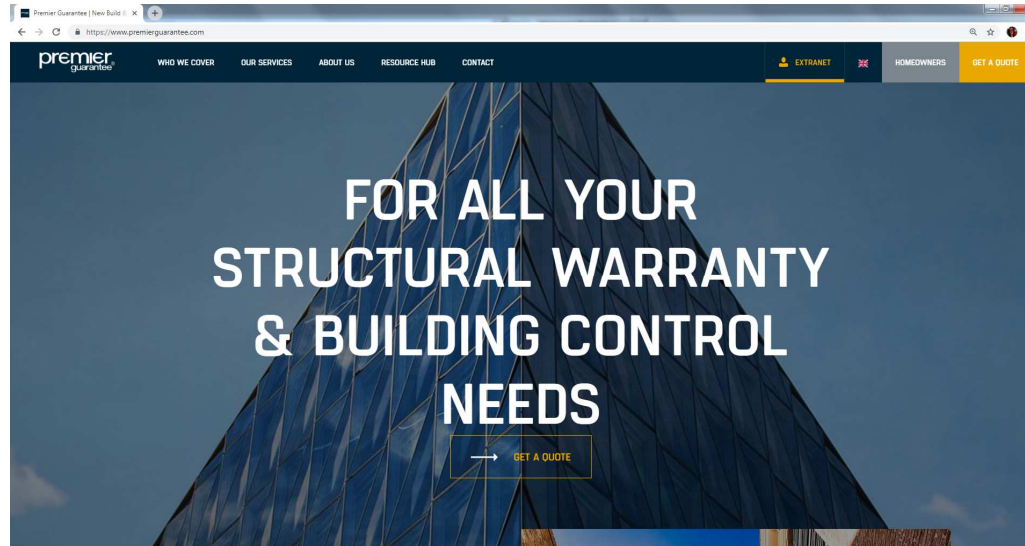 Premier Guarantee | New Build &
https://www.premierguarantee.com
premier guarantee
WHO WE COVER
OUR SERVICES
ABOUT US
RESOURCE HUB
CONTACT
EXTRANET
HOMEOWNERS
GET A QUOTE
FOR ALL YOUR
STRUCTURAL WARRANTY
& BUILDING CONTROL
NEEDS
GET A QUOTE